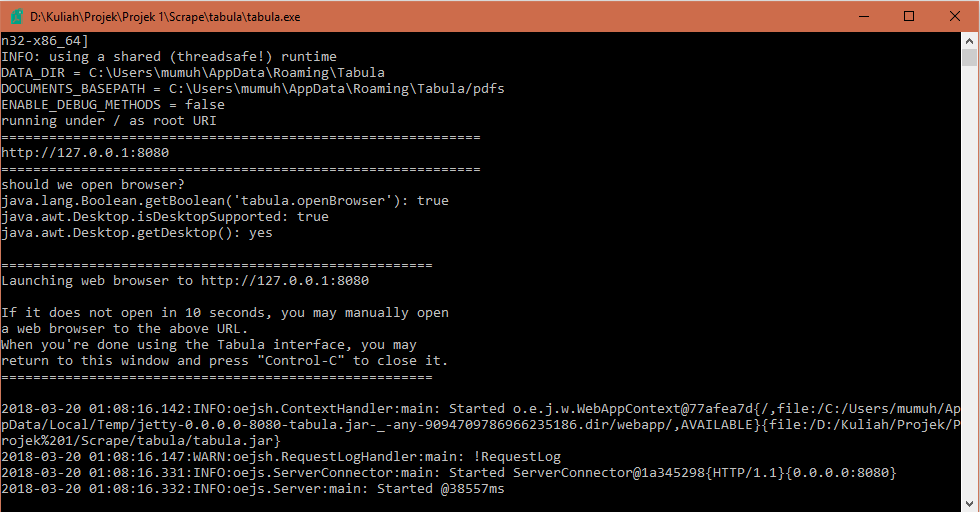 D:\Kuliah\Projek\Projek 1\Scrape\tabula\tabula.exe
n32-x86_64]
INFO: using a shared (threadsafe!) runtime
DATA_DIR = C:\Users\mumuh\AppData\Roaming\Tabula
DOCUMENTS_BASEPATH = C:\Users\mumuh\AppData\Roaming\Tabula/pdfs
ENABLE_DEBUG_METHODS = false
running under / as root URI
============================================================
http://127.0.0.1:8080
============================================================
should we open browser?
java.lang.Boolean.getBoolean('tabula.openBrowser'): true
java.awt.Desktop.isDesktopSupported: true
java.awt.Desktop.getDesktop(): yes
======================================================
Launching web browser to http://127.0.0.1:8080
If it does not open in 10 seconds, you may manually open
a web browser to the above URL.
When you're done using the Tabula interface, you may
return to this window and press "Control-C" to close it.
======================================================
2018-03-20 01:08:16.142:INFO:oejsh.ContextHandler:main: Started o.e.j.w.WebAppContext@77afea7d{/,file:/C:/Users/mumuh/Ap
pData/Local/Temp/jetty-0.0.0.0-8080-tabula.jar-_-any-9094709786966235186.dir/webapp/,AVAILABLE}{file:/D:/Kuliah/Projek/P
rojek%201/Scrape/tabula/tabula.jar}
2018-03-20 01:08:16.147:WARN:oejsh.RequestLogHandler:main: !RequestLog
2018-03-20 01:08:16.331:INFO:oejs.ServerConnector:main: Started ServerConnector@1a345298{HTTP/1.1}{0.0.0.0:8080}
2018-03-20 01:08:16.332:INFO:oejs.Server:main: Started @38557ms